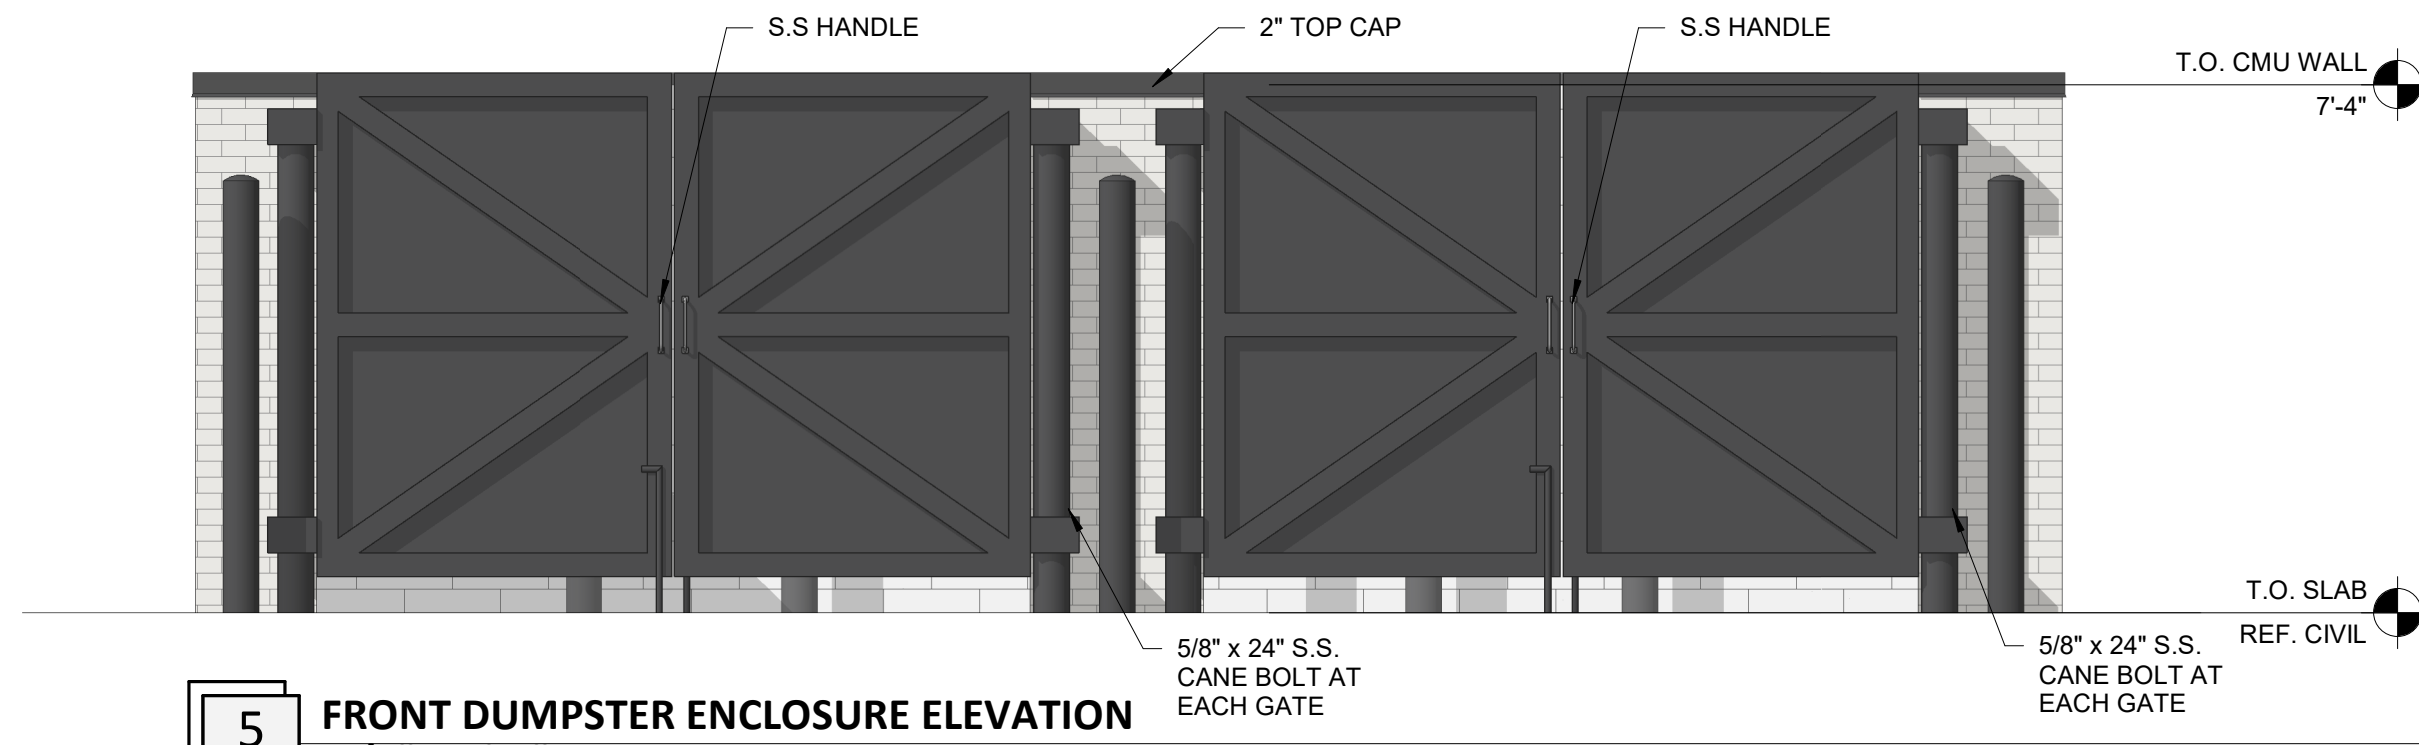 S.S HANDLE
2" TOP CAP
S.S HANDLE
T.O. CMU WALL
7'-4"
T.O. SLAB
REF. CIVIL
5/8" x 24" S.S.
CANE BOLT AT
EACH GATE
5/8" x 24" S.S.
CANE BOLT AT
EACH GATE
5
FRONT DUMPSTER ENCLOSURE ELEVATION